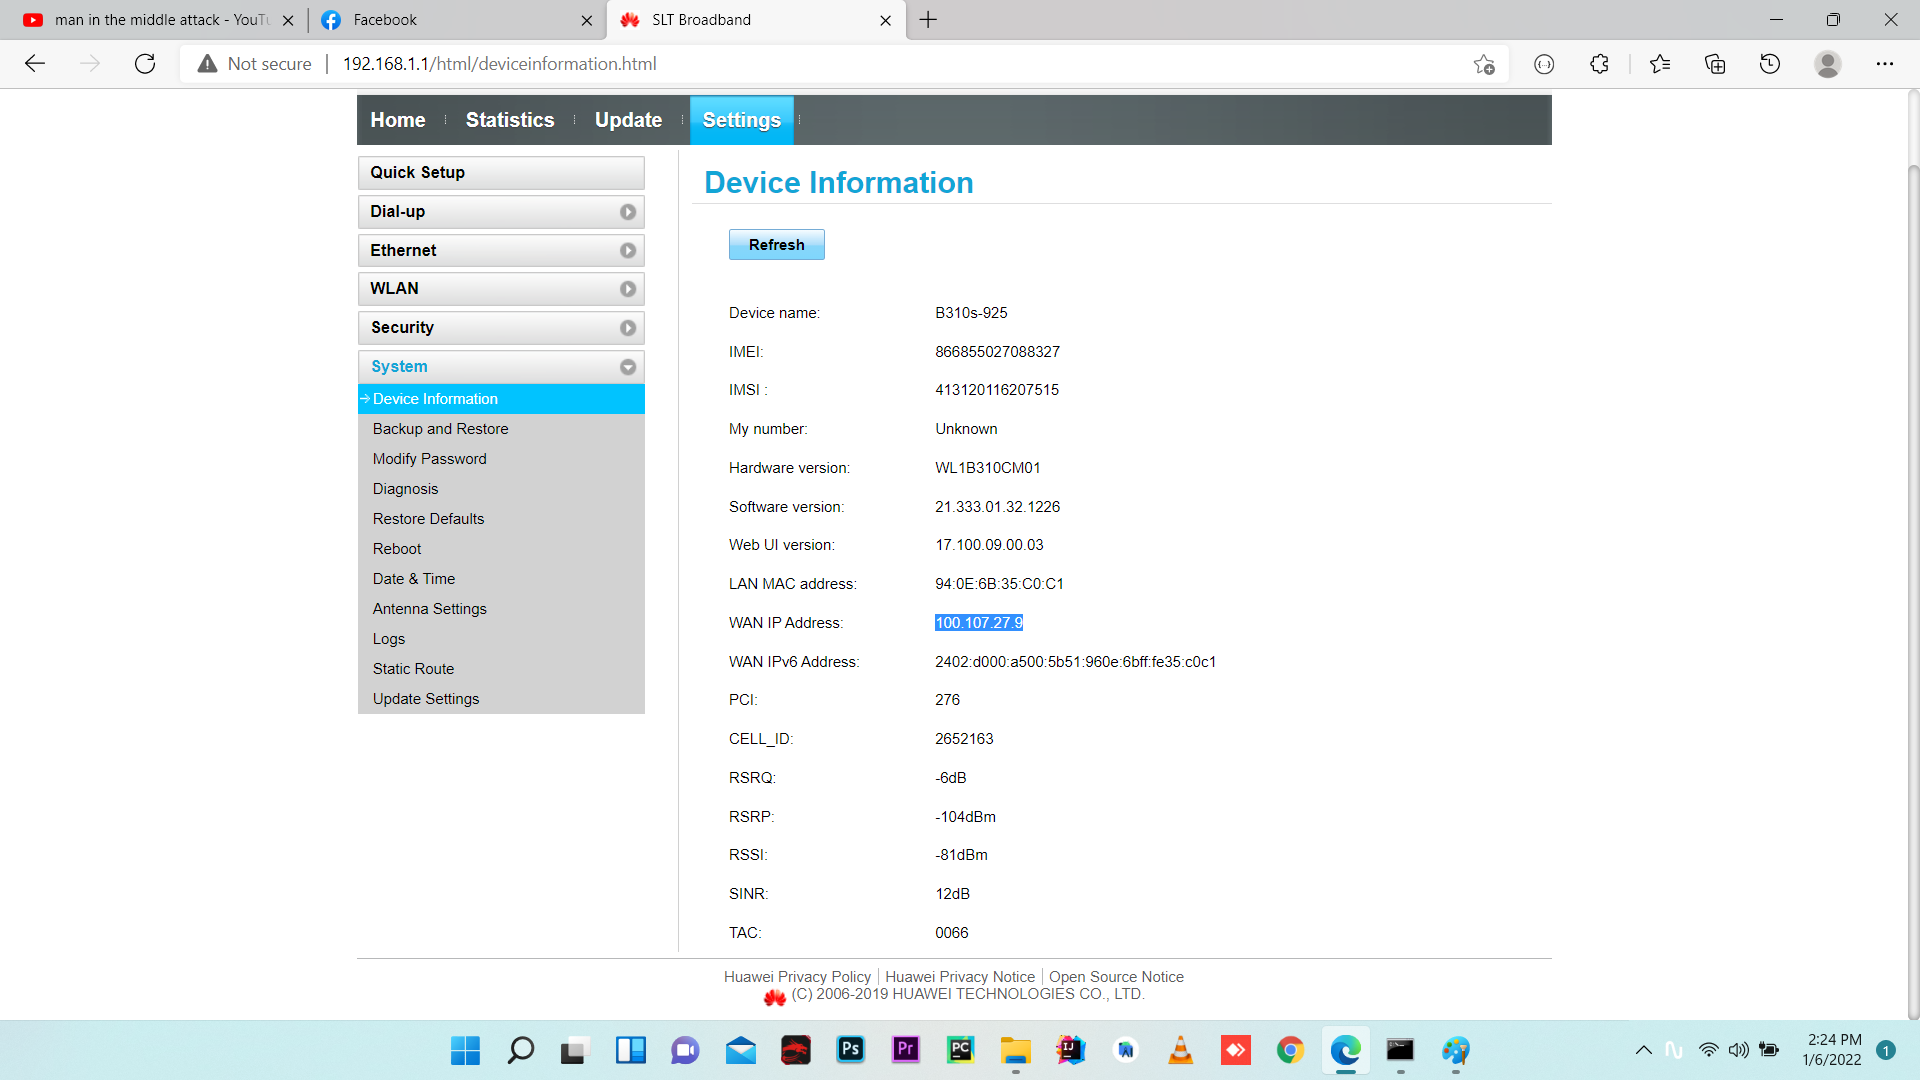 man in the middle attack - YouTu
Facebook
SLT Broadband
Not secure
192.168.1.1/html/deviceinformation.html
Home
Statistics
Update
Settings
Quick Setup
Dial-up
Ethernet
WLAN
Security
System
Device Information
Backup and Restore
Modify Password
Diagnosis
Restore Defaults
Reboot
Date & Time
Antenna Settings
Logs
Static Route
Update Settings
Device Information
Refresh
Device name: B310s-925
IMEI: 866855027088327
IMSI : 413120116207515
My number: Unknown
Hardware version: WL1B310CM01
Software version: 21.333.01.32.1226
Web UI version: 17.100.09.00.03
LAN MAC address: 94:0E:6B:35:C0:C1
WAN IP Address: 100.107.27.9
WAN IPv6 Address: 2402:d000:a500:5b51:960e:6bff:fe35:c0c1
PCI: 276
CELL_ID: 2652163
RSRQ: -6dB
RSRP: -104dBm
RSSI: -81dBm
SINR: 12dB
TAC: 0066
Huawei Privacy Policy Huawei Privacy Notice Open Source Notice
(C) 2006-2019 HUAWEI TECHNOLOGIES CO., LTD.
Ps
Pr
PC
IJ
2:24 PM
1/6/2022
1